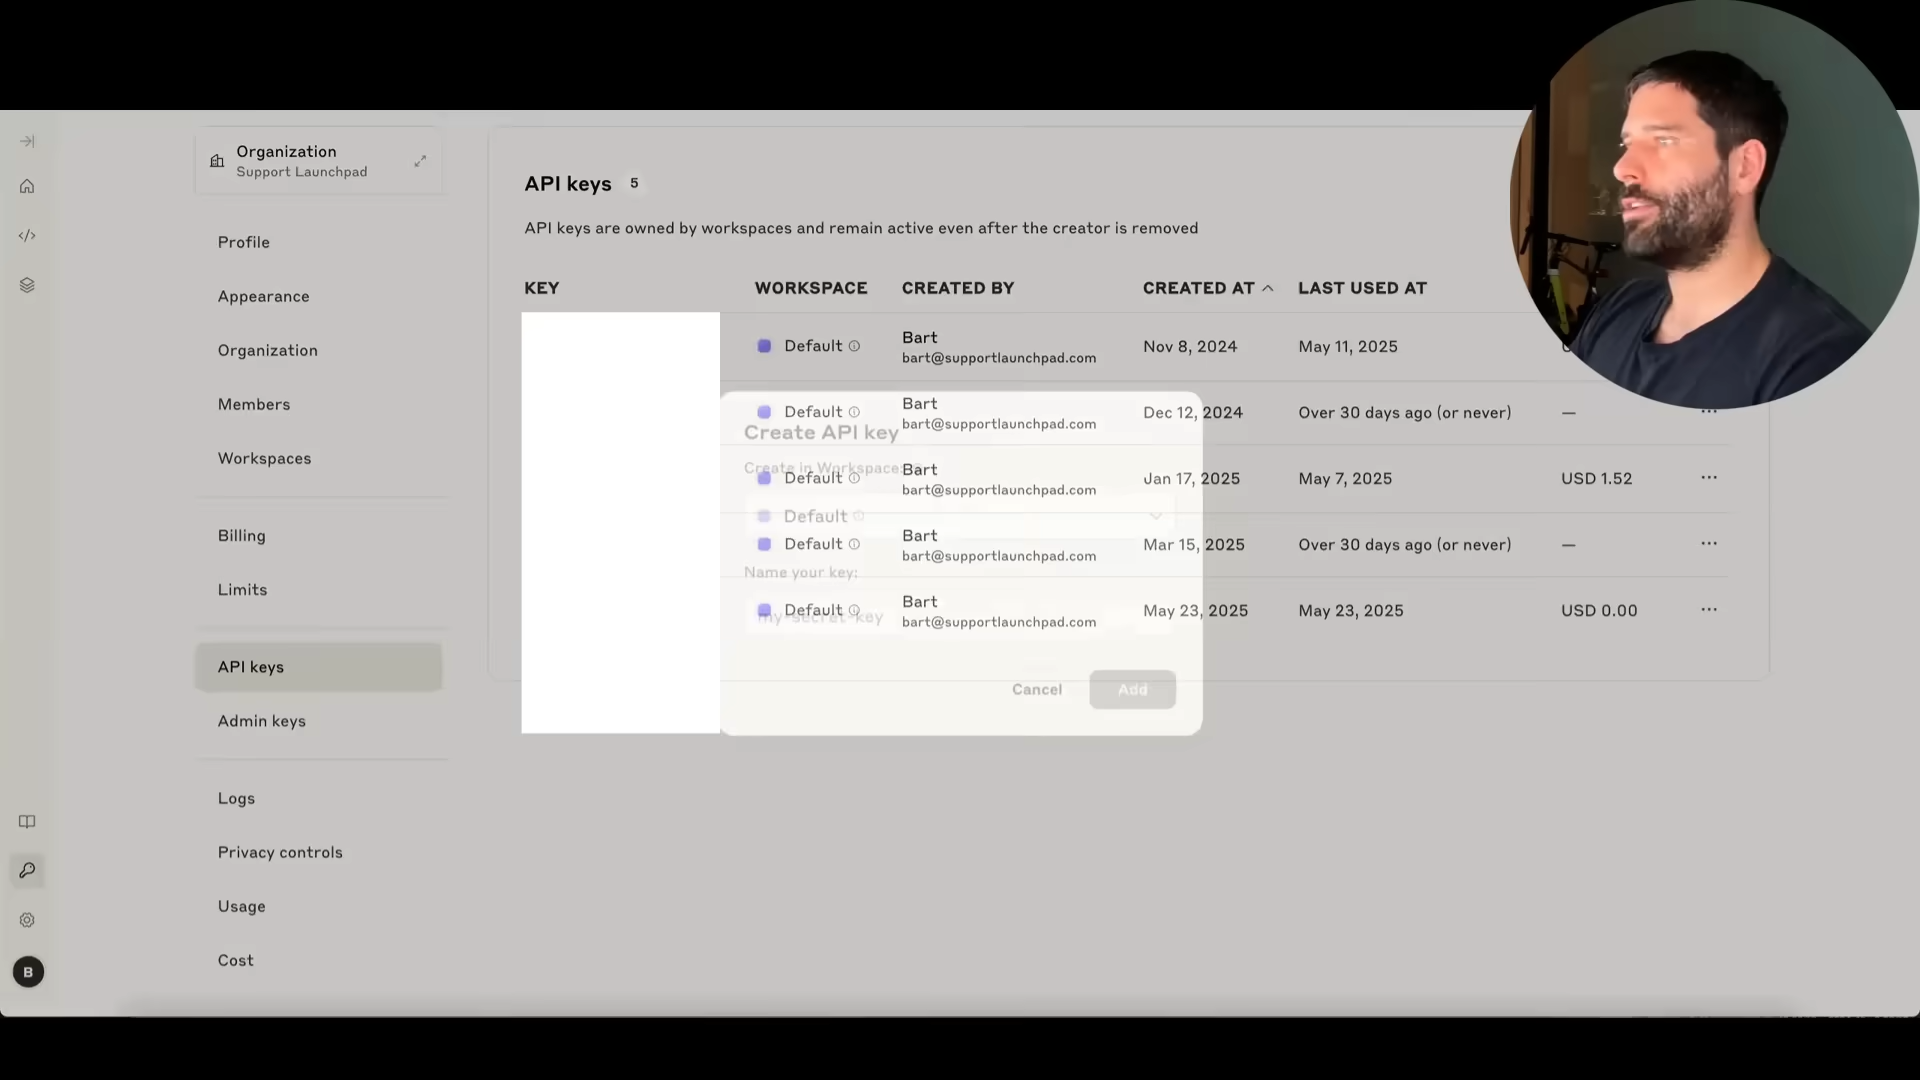 Organization
Support Launchpad
Profile
Appearance
Organization
Members
Workspaces
Billing
Limits
API keys
Admin keys
Logs
Privacy controls
Usage
Cost
B
API keys 5
API keys are owned by workspaces and remain active even after the creator is removed
KEY WORKSPACE CREATED BY CREATED AT LAST USED AT
Default Bart Nov 8, 2024 May 11, 2025
bart@supportlaunchpad.com
Default Bart Dec 12, 2024 Over 30 days ago (or never) —
bart@supportlaunchpad.com
Default Bart Jan 17, 2025 May 7, 2025 USD 1.52
bart@supportlaunchpad.com
Default Bart Mar 15, 2025 Over 30 days ago (or never) —
bart@supportlaunchpad.com
Default Bart May 23, 2025 May 23, 2025 USD 0.00
bart@supportlaunchpad.com
Create API key
Create in Workspace:
Default
Name your key:
my-secret-key
Cancel Add